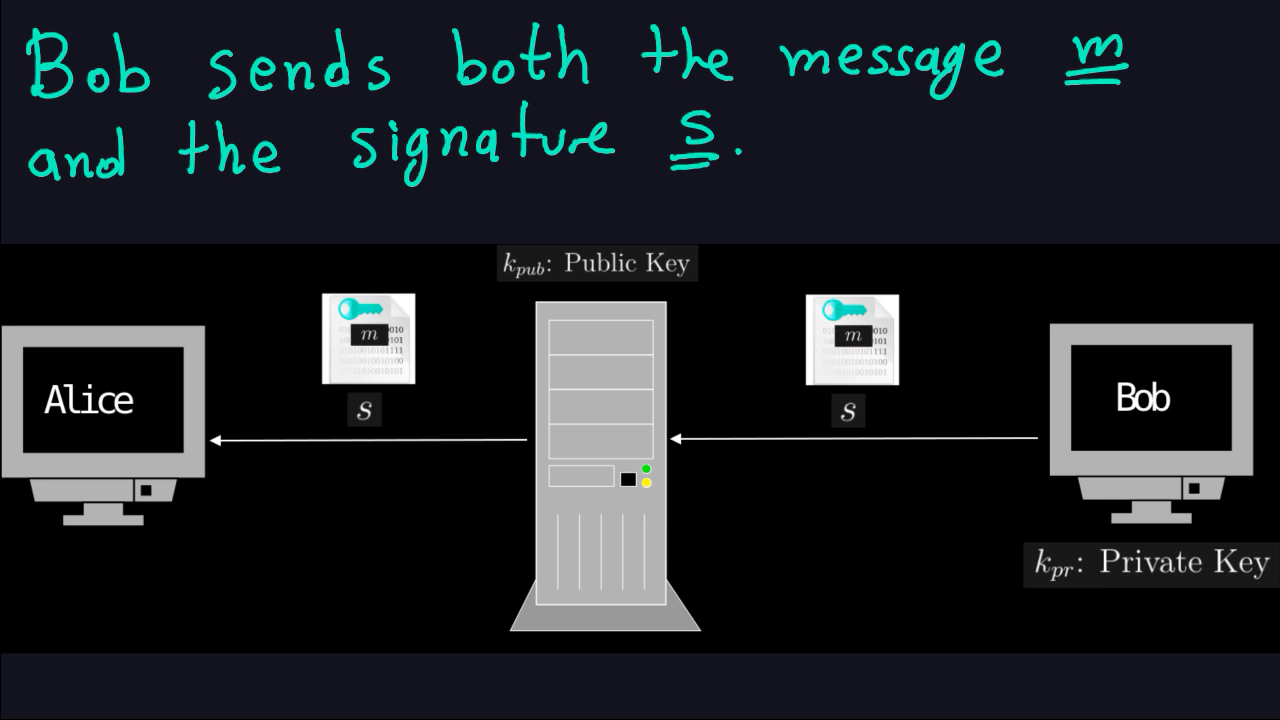 Bob sends both the message m
and the signature s.
k_pub: Public Key
m
s
m
s
Alice
Bob
k_pr: Private Key